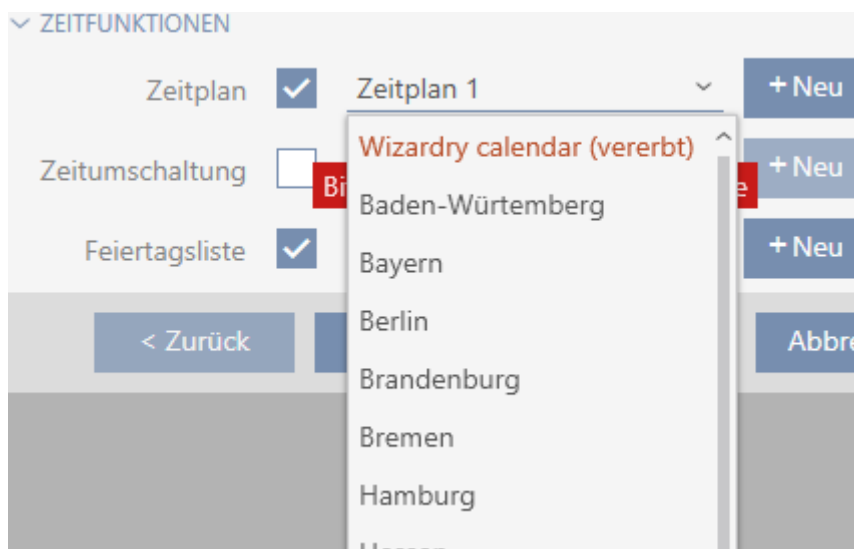 ZEITFUNKTIONEN
Zeitplan Zeitplan 1 + Neu
Wizardry calendar (vererbt)
Zeitumschaltung + Neu
Baden-Würtemberg
Feiertagsliste + Neu
Bayern
Berlin
< Zurück
Brandenburg
Bremen
Hamburg